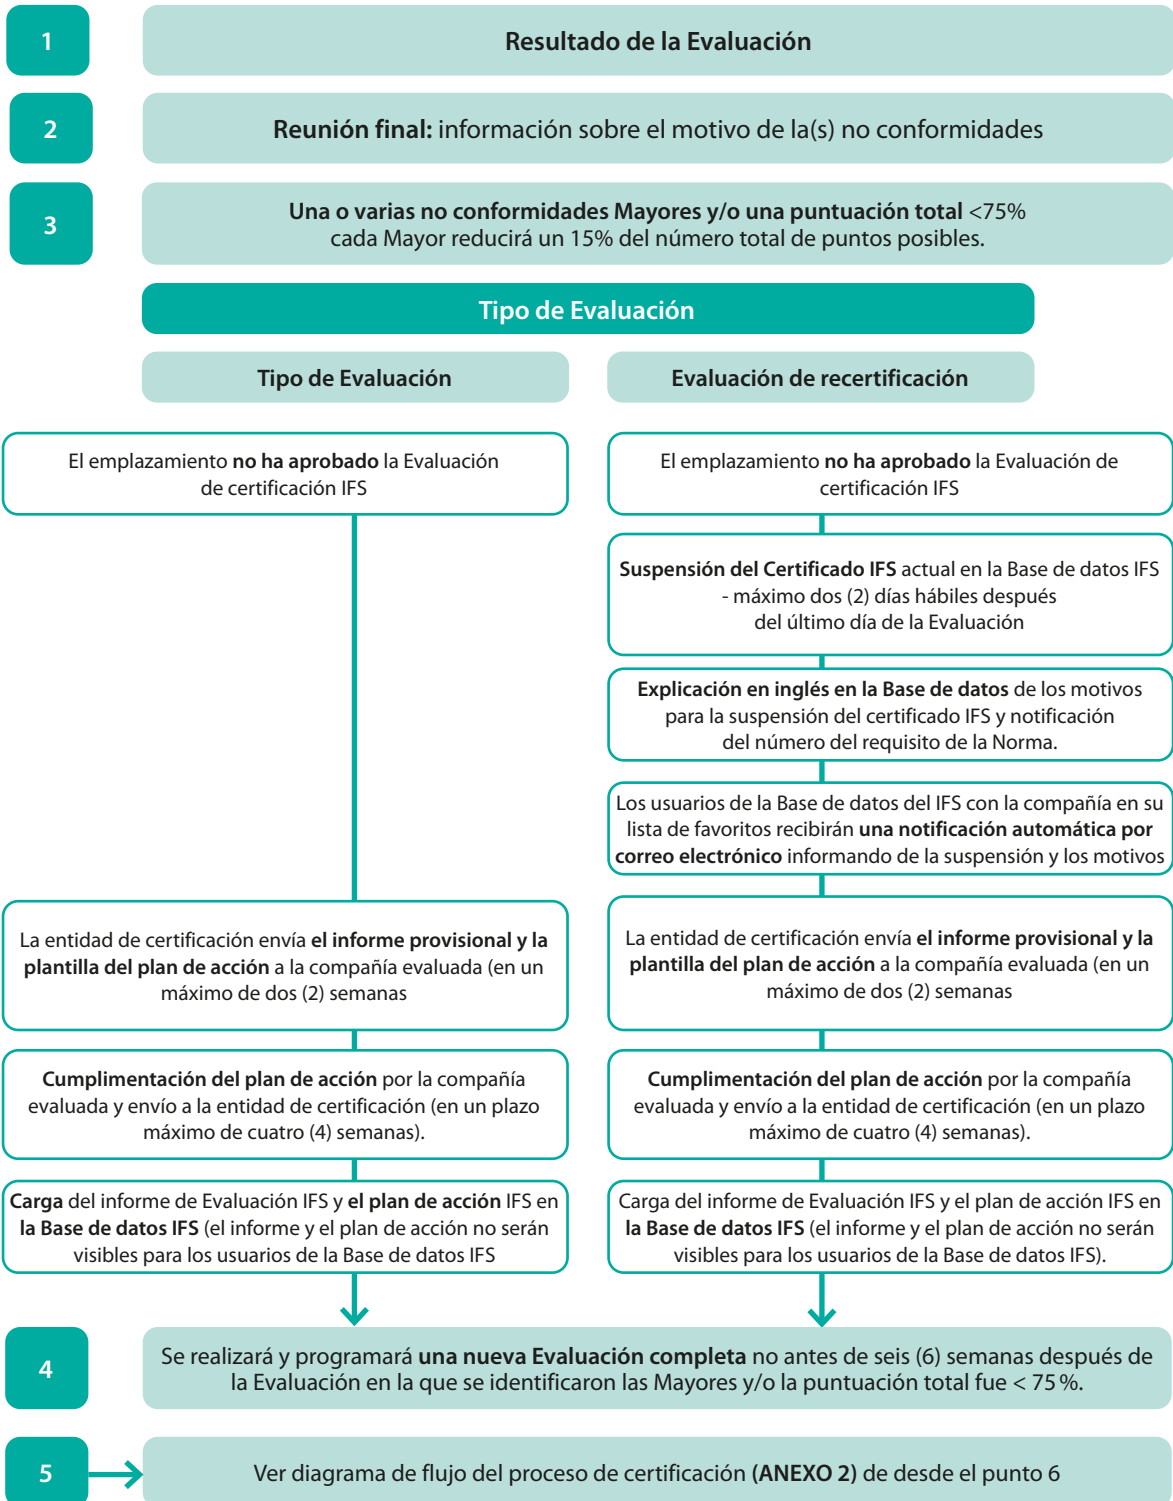 1
Resultado de la Evaluación
2
Reunión final: información sobre el motivo de la(s) no conformidades
3
Una o varias no conformidades Mayores y/o una puntuación total <75%
cada Mayor reducirá un 15% del número total de puntos posibles.
Tipo de Evaluación
Tipo de Evaluación
Evaluación de recertificación
El emplazamiento no ha aprobado la Evaluación
de certificación IFS
El emplazamiento no ha aprobado la Evaluación de
certificación IFS
Suspensión del Certificado IFS actual en la Base de datos IFS
- máximo dos (2) días hábiles después
del último día de la Evaluación
Explicación en inglés en la Base de datos de los motivos
para la suspensión del certificado IFS y notificación
del número del requisito de la Norma.
Los usuarios de la Base de datos del IFS con la compañía en su
lista de favoritos recibirán una notificación automática por
correo electrónico informando de la suspensión y los motivos
La entidad de certificación envía el informe provisional y la
plantilla del plan de acción a la compañía evaluada (en un
máximo de dos (2) semanas
La entidad de certificación envía el informe provisional y la
plantilla del plan de acción a la compañía evaluada (en un
máximo de dos (2) semanas
Cumplimentación del plan de acción por la compañía
evaluada y envío a la entidad de certificación (en un plazo
máximo de cuatro (4) semanas).
Cumplimentación del plan de acción por la compañía
evaluada y envío a la entidad de certificación (en un plazo
máximo de cuatro (4) semanas).
Carga del informe de Evaluación IFS y el plan de acción IFS en
la Base de datos IFS (el informe y el plan de acción no serán
visibles para los usuarios de la Base de datos IFS
Carga del informe de Evaluación IFS y el plan de acción IFS en
la Base de datos IFS (el informe y el plan de acción no serán
visibles para los usuarios de la Base de datos IFS).
4
Se realizará y programará una nueva Evaluación completa no antes de seis (6) semanas después de
la Evaluación en la que se identificaron las Mayores y/o la puntuación total fue < 75 %.
5
Ver diagrama de flujo del proceso de certificación (ANEXO 2) de desde el punto 6